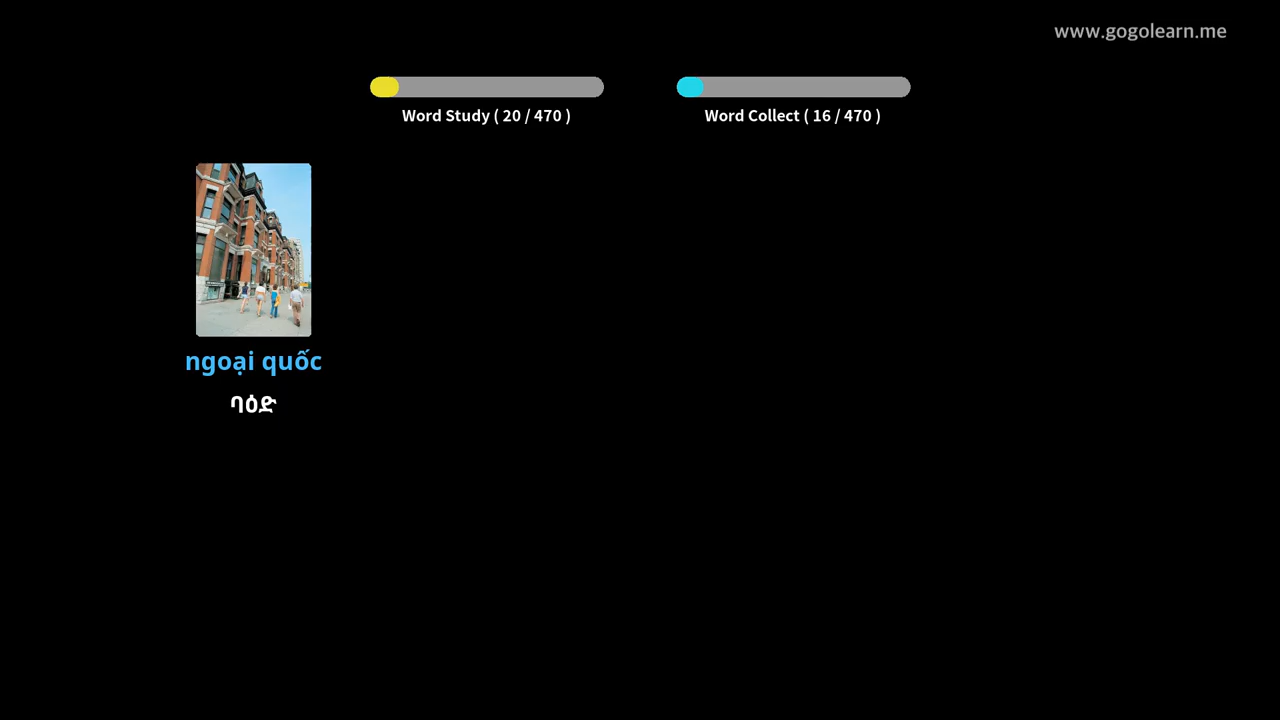 www.gogolearn.me
Word Study ( 20 / 470 )
Word Collect ( 16 / 470 )
ngoại quốc
ባዕድ